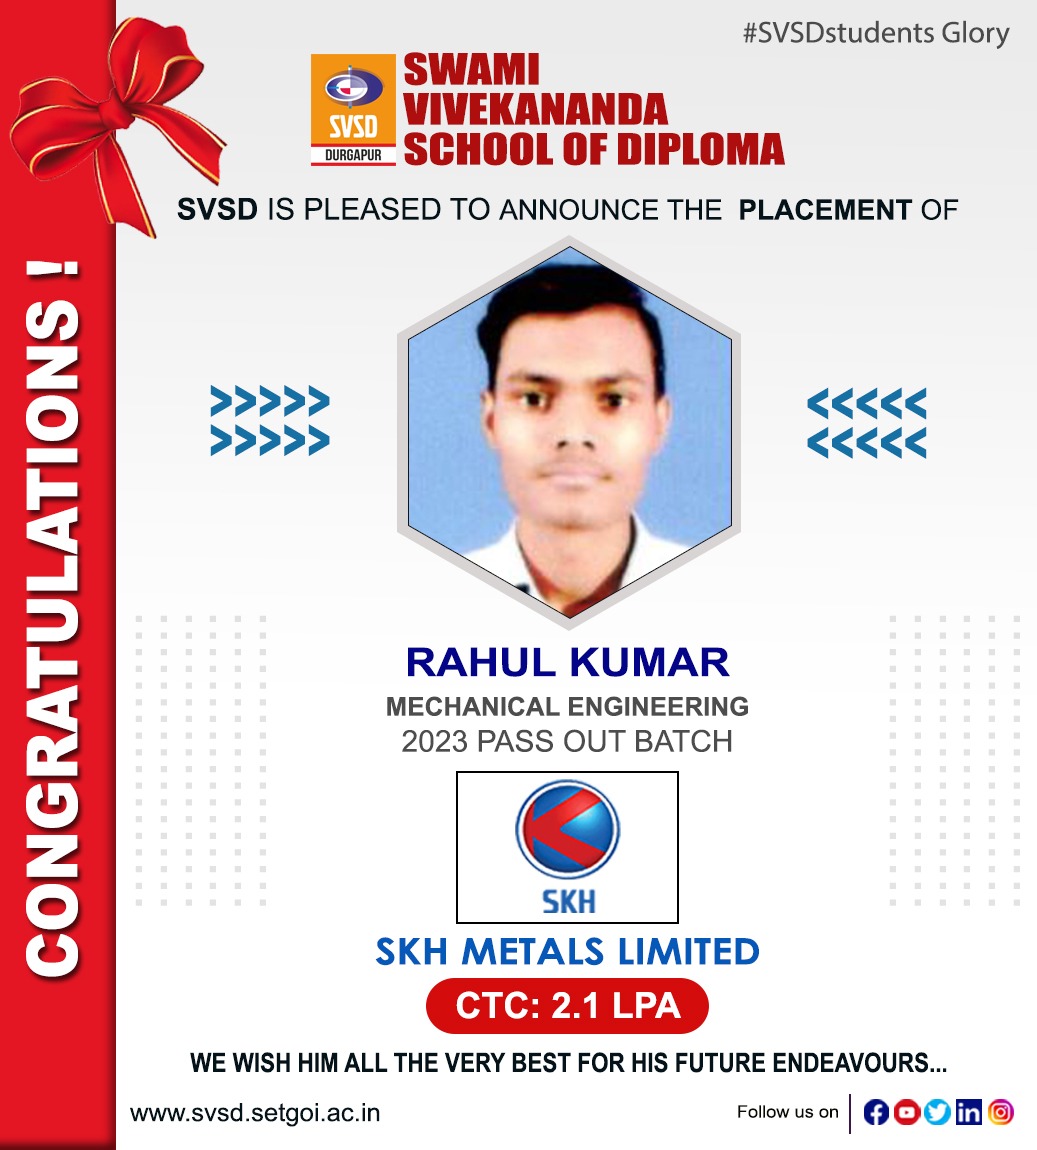 #SVSDstudents Glory
SWAMI
VIVEKANANDA
SCHOOL OF DIPLOMA
SVSD
DURGAPUR
SVSD IS PLEASED TO ANNOUNCE THE PLACEMENT OF
CONGRATULATIONS !
RAHUL KUMAR
MECHANICAL ENGINEERING
2023 PASS OUT BATCH
SKH
SKH METALS LIMITED
CTC: 2.1 LPA
WE WISH HIM ALL THE VERY BEST FOR HIS FUTURE ENDEAVOURS...
www.svsd.setgoi.ac.in
Follow us on